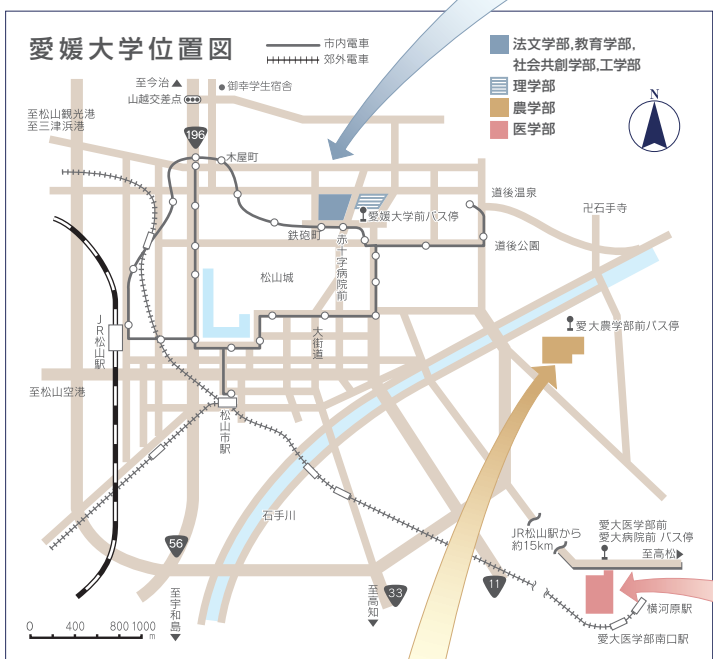 愛媛大学位置図
市内電車
郊外電車
法文学部,教育学部,
社会共創学部,工学部
理学部
農学部
医学部
N
至今治
御幸学生宿舎
山越交差点
至松山観光港
至三津浜港
196
木屋町
道後温泉
卍石手寺
愛媛大学前バス停
鉄砲町
赤十字病院前
道後公園
松山城
JR松山駅
大街道
愛大農学部前バス停
至松山空港
松山市駅
石手川
JR松山駅から
約15km
愛大医学部前
愛大病院前 バス停
至高松
56
11
33
至宇和島
至高知
横河原駅
愛大医学部南口駅
0 400 800 1000
m